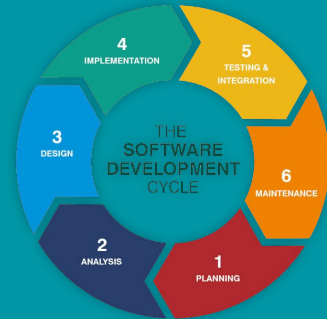 THE
SOFTWARE
DEVELOPMENT
CYCLE
1
PLANNING
2
ANALYSIS
3
DESIGN
4
IMPLEMENTATION
5
TESTING &
INTEGRATION
6
MAINTENANCE